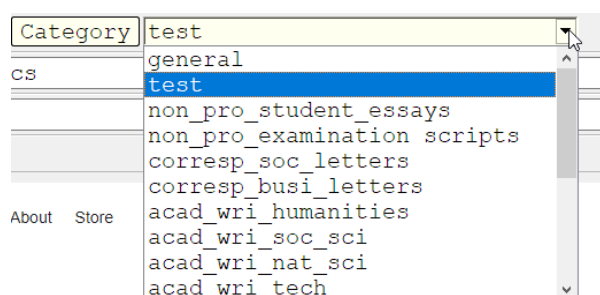 Category test
general
cs
test
non_pro_student_essays
non_pro_examination scripts
corresp_soc_letters
corresp_busi_letters
About Store acad_wri_humanities
acad_wri_soc_sci
acad_wri_nat_sci
acad_wri_tech